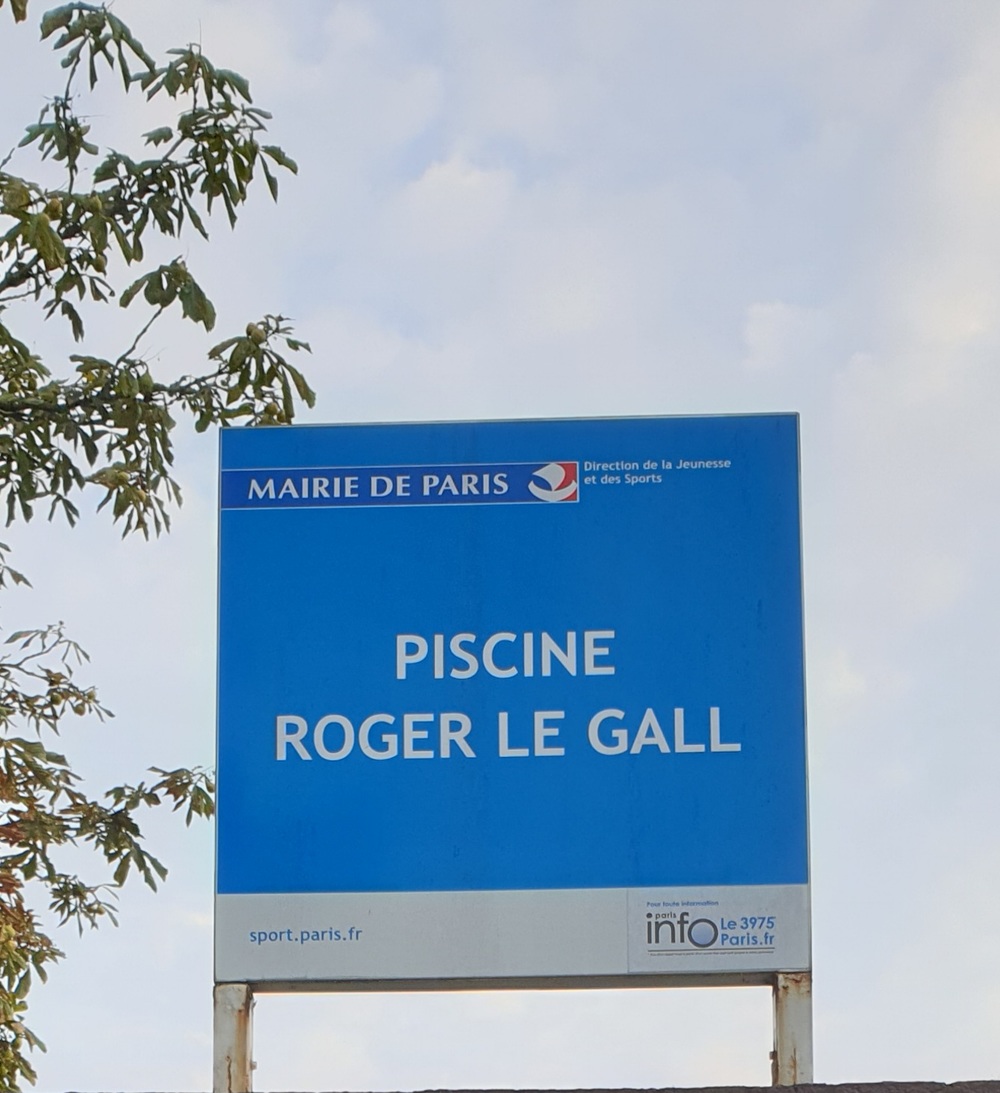 MAIRIE DE PARIS
Direction de la Jeunesse
et des Sports
PISCINE
ROGER LE GALL
sport.paris.fr
Pour toute information
paris
info
Le 3975
Paris.fr